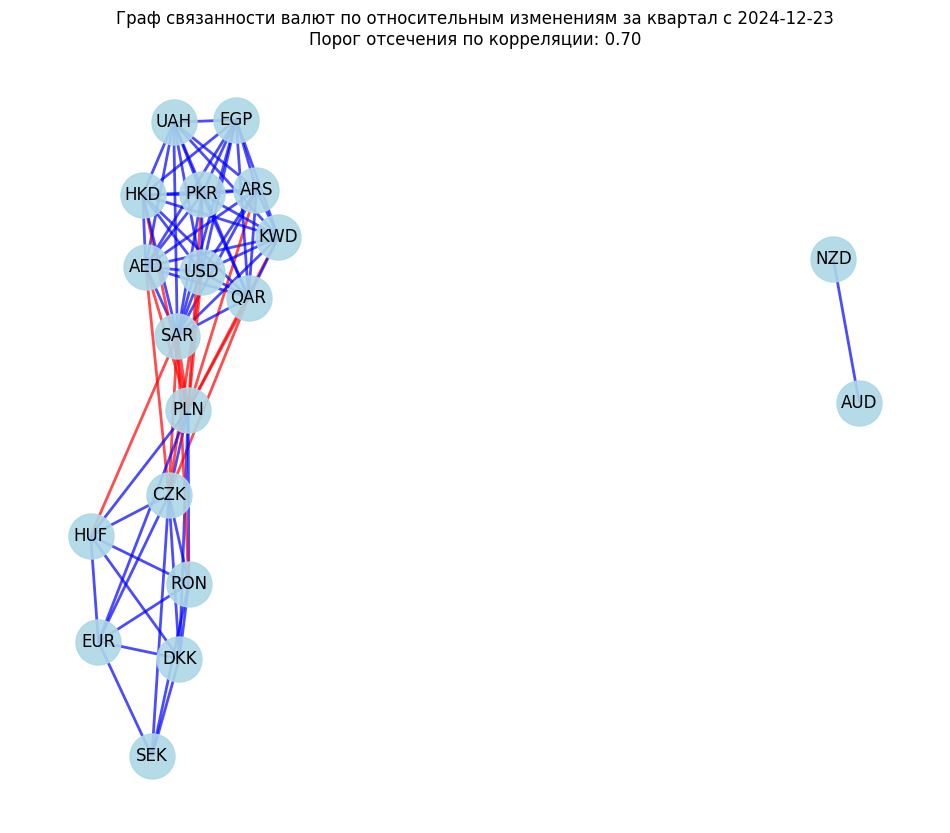 Граф связанности валют по относительным изменениям за квартал с 2024-12-23
Порог отсечения по корреляции: 0.70
UAH
EGP
HKD
PKR
ARS
KWD
AED
USD
QAR
NZD
SAR
PLN
AUD
CZK
HUF
RON
EUR
DKK
SEK